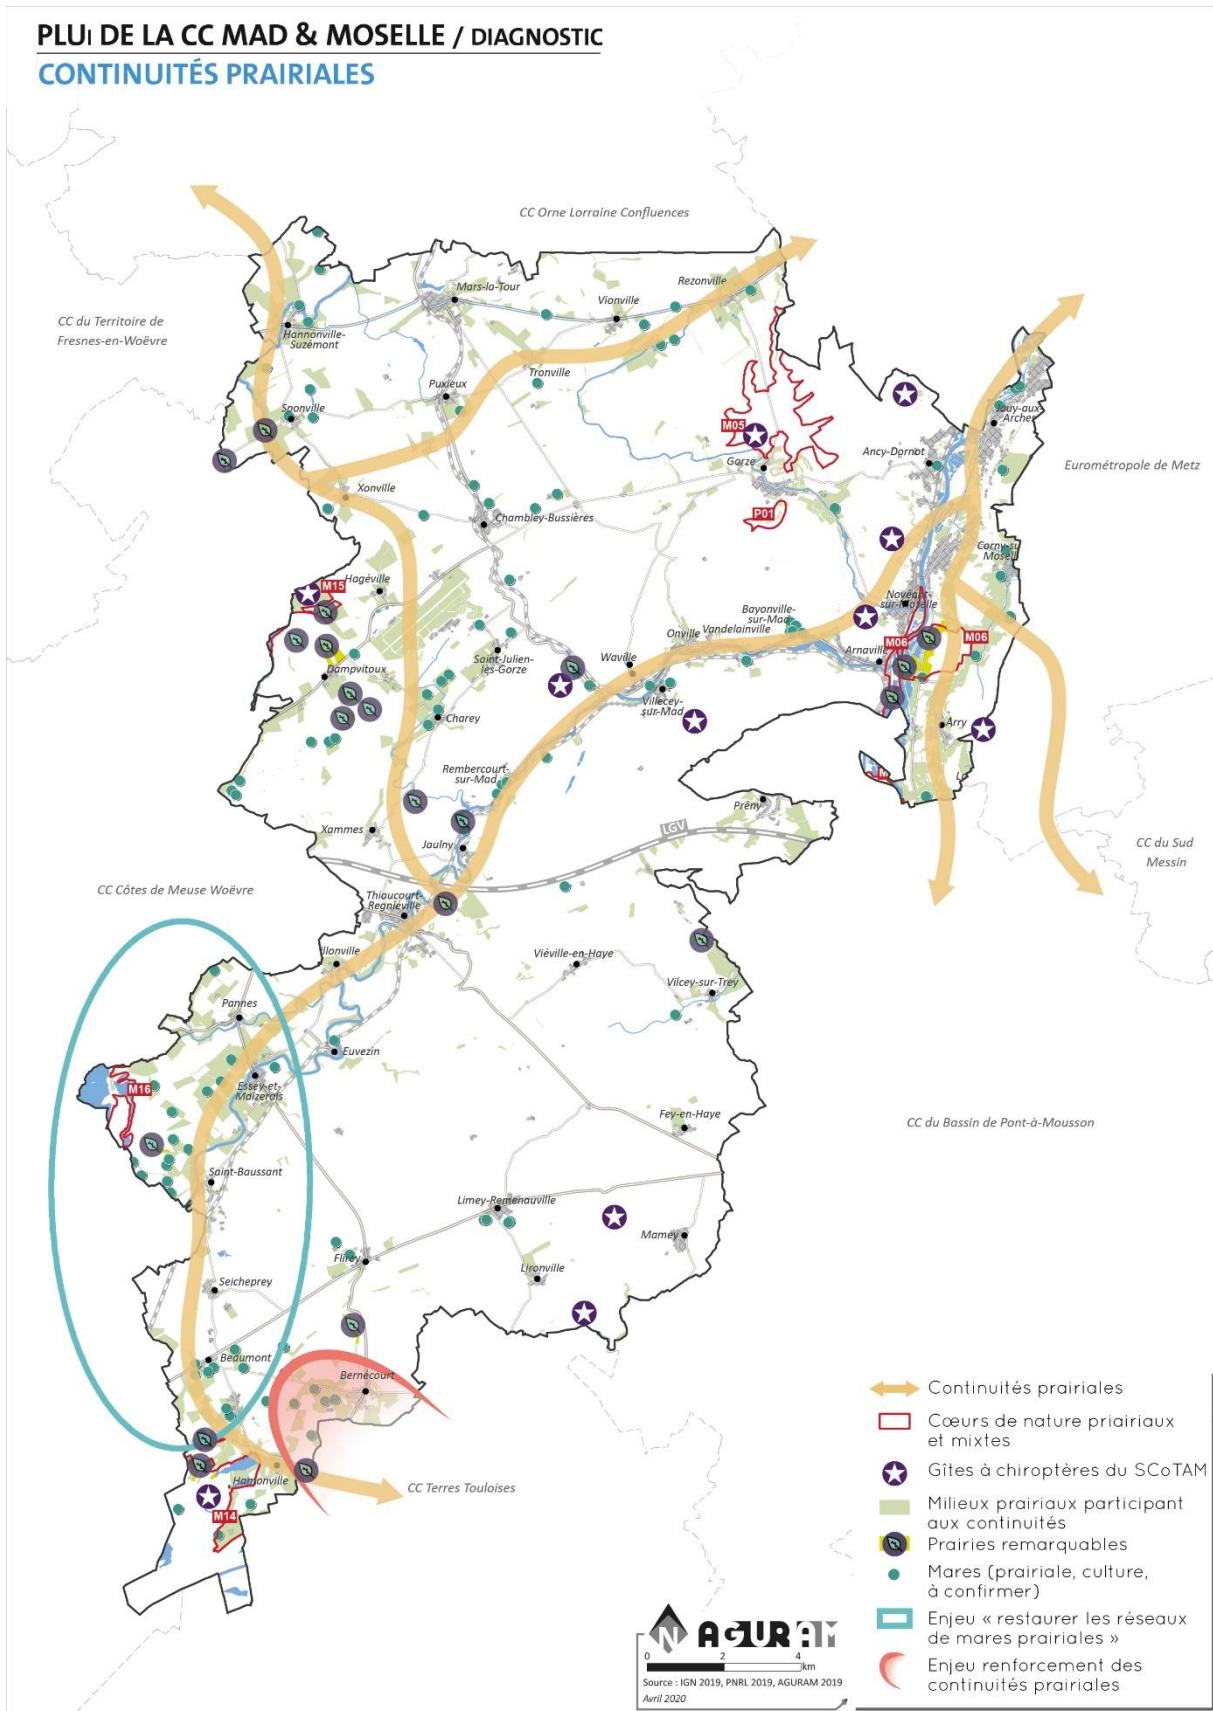 PLUi DE LA CC MAD & MOSELLE / DIAGNOSTIC
CONTINUITÉS PRAIRIALES
CC Orne Lorraine Confluences
CC du Territoire de
Fresnes-en-Woëvre
Mars-la-Tour
Rezonville
Vionville
Hannonville-
Suzémont
Tronville
Puxieux
Sponville
Jouy-aux-
Arches
M05
Ancy-Dornot
Gorze
Eurométropole de Metz
Xonville
P01
Chambley-Bussières
Corny-su
Mosell
Hagéville
M15
Novéant-
sur-Moselle
Bayonville-
sur-Mad
Vandelainville
Onville
M06
M06
Arnaville
Waville
Saint-Julien-
lès-Gorze
Dampvitoux
Villecey-
sur-Mad
Charey
Arry
Rembercourt-
sur-Mad
Prény
Xammes
LGV
Jaulny
CC du Sud
Messin
CC Côtes de Meuse Woëvre
Thiaucourt-
Regniéville
llonville
Viéville-en-Haye
Vilcey-sur-Trey
Pannes
Euvezin
Essey-et-
Maizerais
M16
Fey-en-Haye
CC du Bassin de Pont-à-Mousson
Saint-Baussant
Limey-Remenauville
Mamey
Flirey
Lironville
Seicheprey
Beaumont
Bernécourt
Hamonville
CC Terres Touloises
M14
Continuités prairiales
Cœurs de nature priairiaux
et mixtes
Gîtes à chiroptères du SCoTAM
Milieux prairiaux participant
aux continuités
Prairies remarquables
Mares (prairiale, culture,
à confirmer)
Enjeu « restaurer les réseaux
de mares prairiales »
Enjeu renforcement des
continuités prairiales
N AGURAM
0 2 4
km
Source : IGN 2019, PNRL 2019, AGURAM 2019
Avril 2020